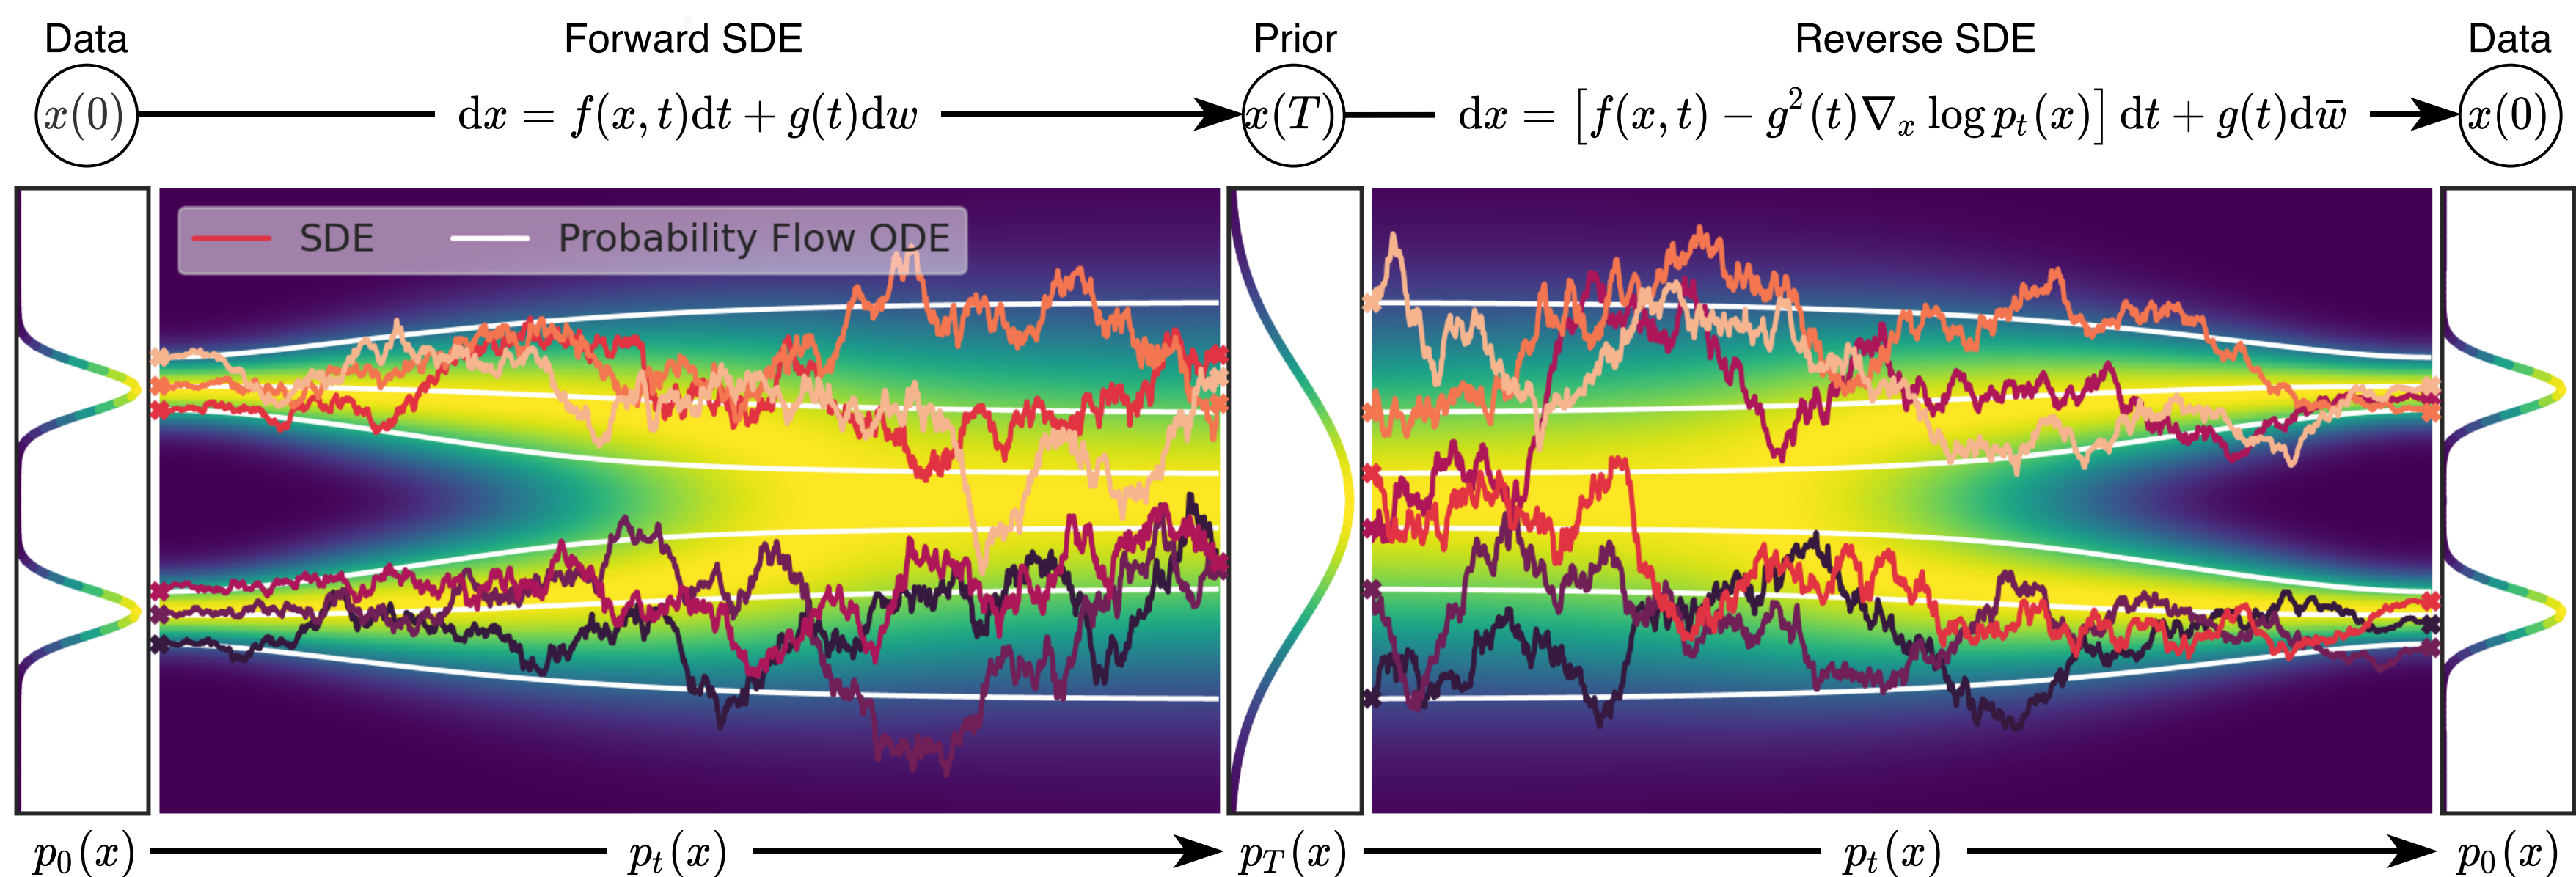 Data Forward SDE Prior Reverse SDE Data
x(0) dx = f(x, t)dt + g(t)dw x(T) dx = [f(x, t) − g²(t)∇ₓ log pₜ(x)] dt + g(t)dw̄ x(0)
SDE Probability Flow ODE
p₀(x) pₜ(x) p_T(x) pₜ(x) p₀(x)